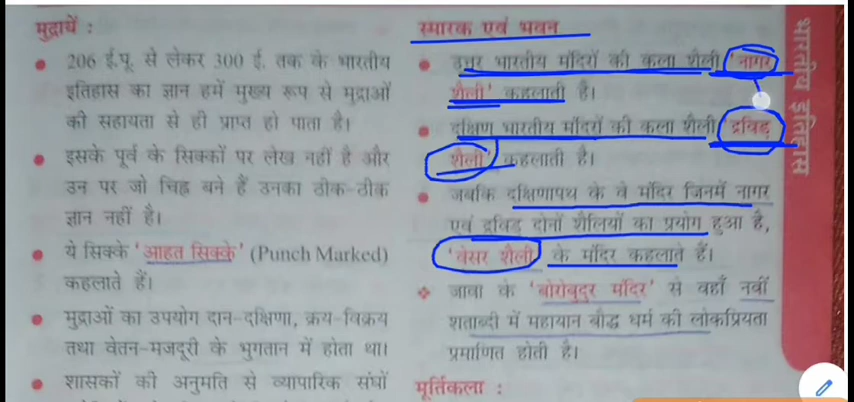 मुद्रायें :
● 206 ई.पू. से लेकर 300 ई. तक के भारतीय
इतिहास का ज्ञान हमें मुख्य रूप से मुद्राओं
की सहायता से ही प्राप्त हो पाता है।
● इसके पूर्व के सिक्कों पर लेख नहीं है और
उन पर जो चिह्न बने हैं उनका ठीक-ठीक
ज्ञान नहीं है।
● ये सिक्के 'आहत सिक्के' (Punch Marked)
कहलाते हैं।
● मुद्राओं का उपयोग दान-दक्षिणा, क्रय-विक्रय
तथा वेतन-मजदूरी के भुगतान में होता था।
● शासकों की अनुमति से व्यापारिक संघों
स्मारक एवं भवन
● उत्तर भारतीय मंदिरों की कला शैली 'नागर
शैली' कहलाती है।
● दक्षिण भारतीय मंदिरों की कला शैली 'द्रविड़
शैली' कहलाती है।
● जबकि दक्षिणापथ के वे मंदिर जिनमें नागर
एवं द्रविड़ दोनों शैलियों का प्रयोग हुआ है,
'वेसर शैली' के मंदिर कहलाते हैं।
❖ जावा के 'बोरोबुदुर मंदिर' से वहाँ नवीं
शताब्दी में महायान बौद्ध धर्म की लोकप्रियता
प्रमाणित होती है।
मूर्तिकला :
भारतीय इतिहास